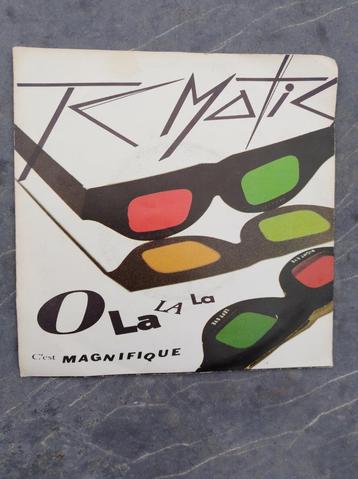 TC Matic
O La LA La
C'est MAGNIFIQUE